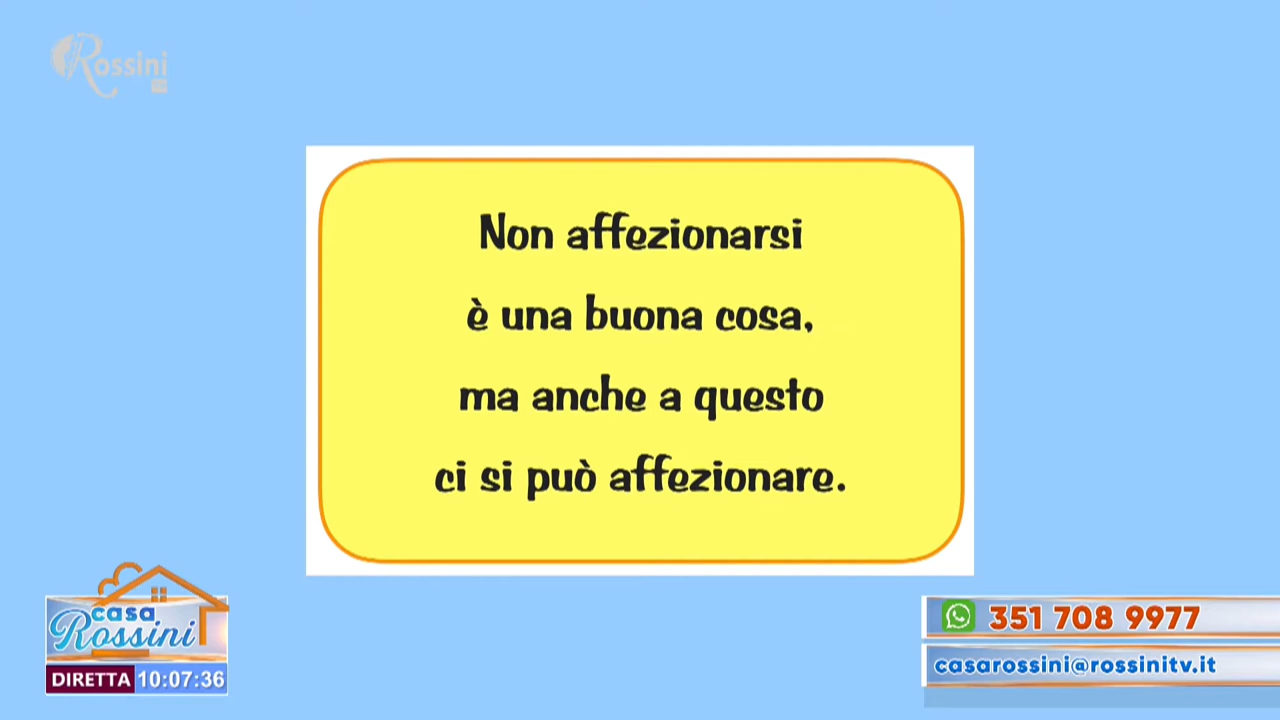 Rossini
TV
Non affezionarsi
è una buona cosa,
ma anche a questo
ci si può affezionare.
casa
Rossini
DIRETTA 10:07:36
351 708 9977
casarossini@rossinitv.it